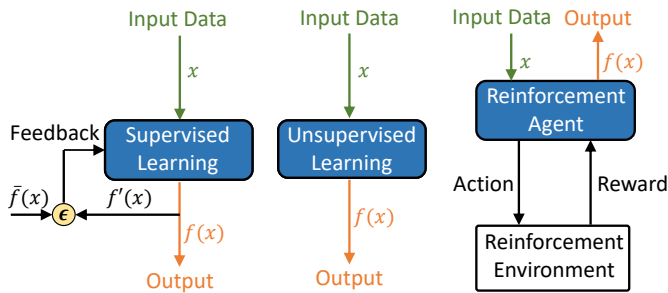 Input Data
x
Supervised
Learning
Feedback
f̄(x)
ϵ
f′(x)
f(x)
Output
Input Data
x
Unsupervised
Learning
f(x)
Output
Input Data
Output
x
f(x)
Reinforcement
Agent
Action
Reward
Reinforcement
Environment